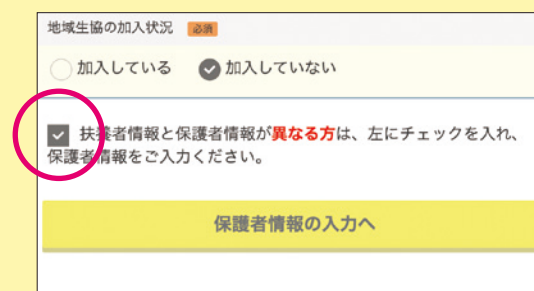 地域生協の加入状況 必須
加入している 加入していない
扶養者情報と保護者情報が異なる方は、左にチェックを入れ、
保護者情報をご入力ください。
保護者情報の入力へ